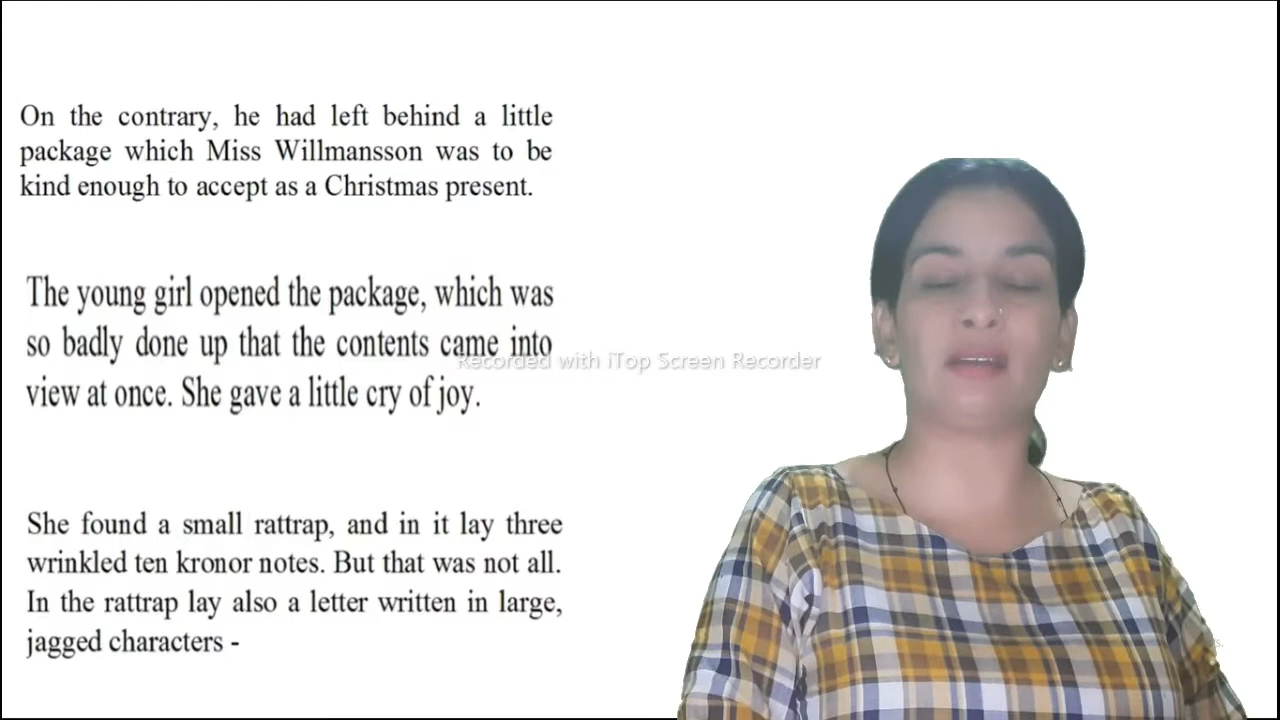 On the contrary, he had left behind a little
package which Miss Willmansson was to be
kind enough to accept as a Christmas present.
The young girl opened the package, which was
so badly done up that the contents came into
view at once. She gave a little cry of joy.
Recorded with iTop Screen Recorder
She found a small rattrap, and in it lay three
wrinkled ten kronor notes. But that was not all.
In the rattrap lay also a letter written in large,
jagged characters -